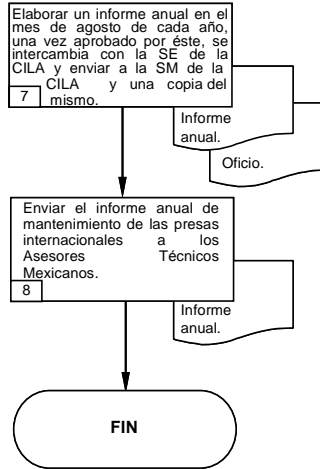 Elaborar un informe anual en el
mes de agosto de cada año,
una vez aprobado por éste, se
intercambia con la SE de la
CILA y enviar a la SM de la
CILA y una copia del
7 mismo.
Informe
anual.
Oficio.
Enviar el informe anual de
mantenimiento de las presas
internacionales a los
Asesores Técnicos
Mexicanos.
8
Informe
anual.
FIN